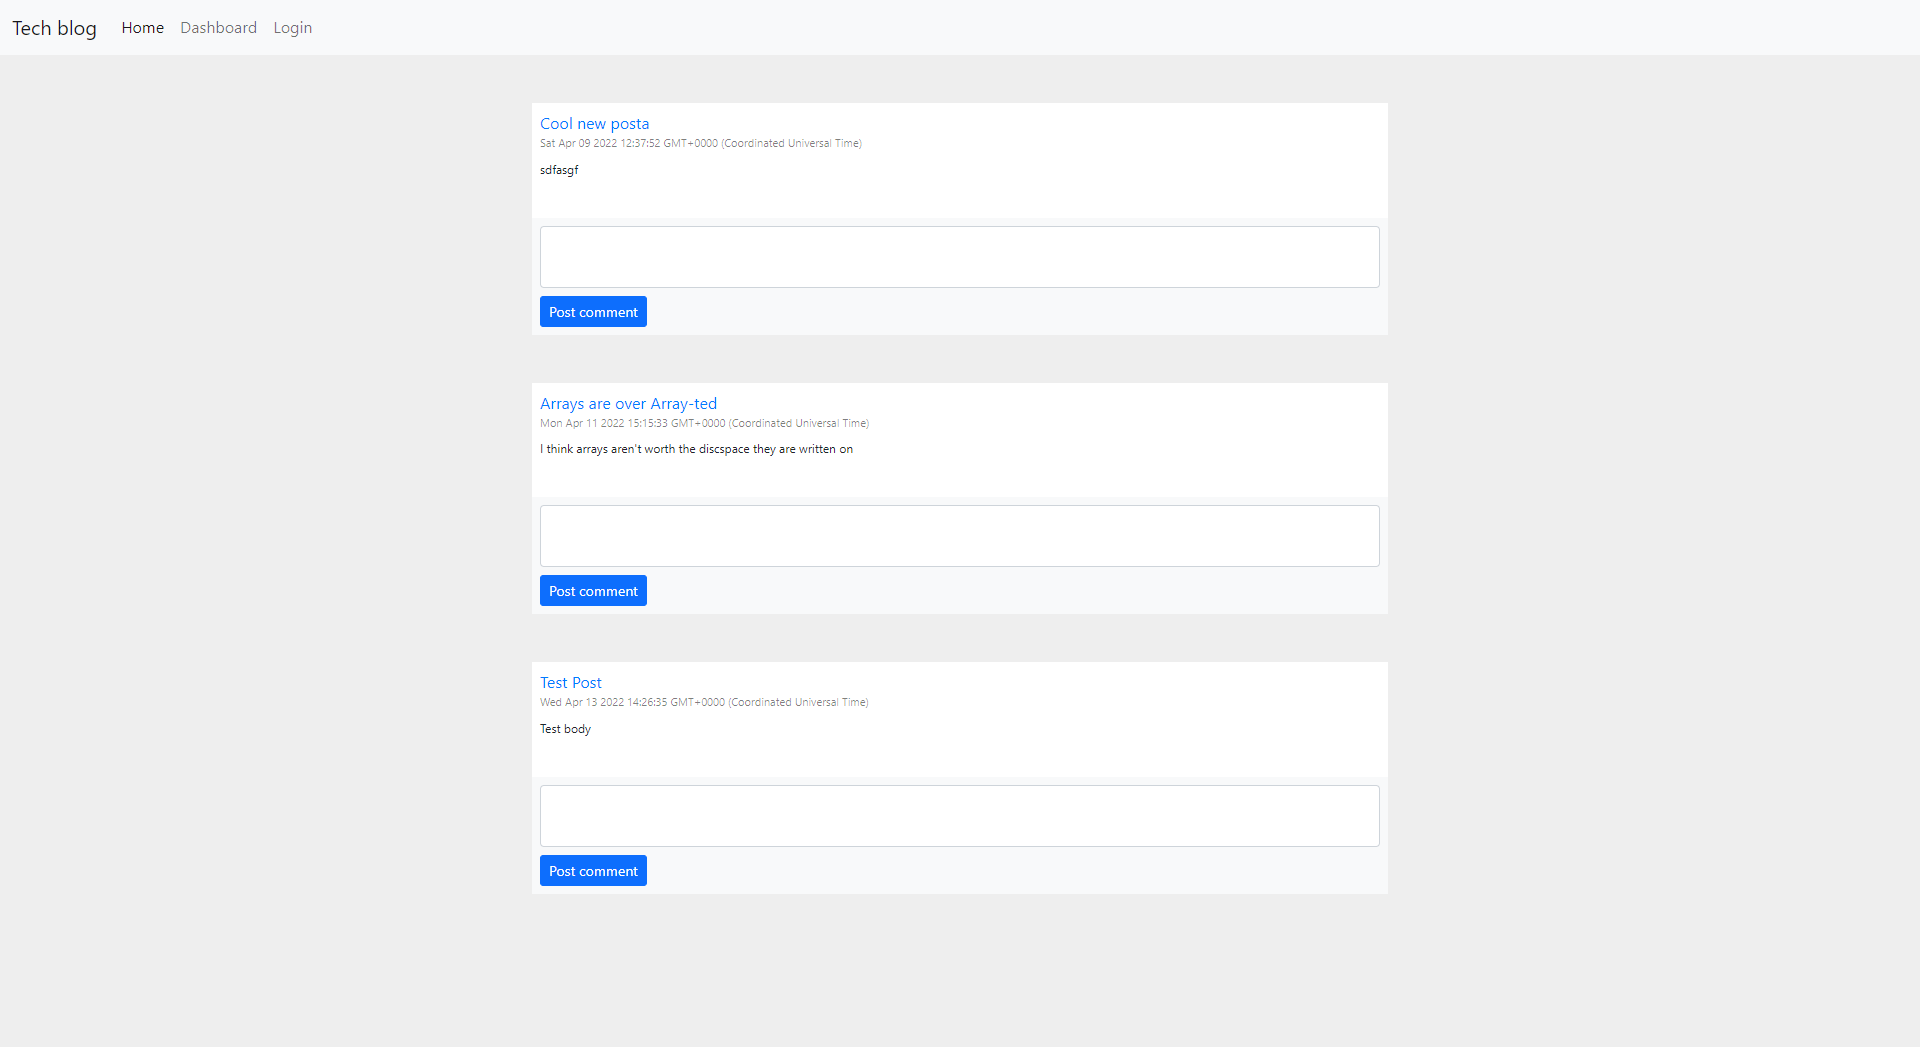 Tech blog Home Dashboard Login
Cool new posta
Sat Apr 09 2022 12:37:52 GMT+0000 (Coordinated Universal Time)
sdfasgf
Post comment
Arrays are over Array-ted
Mon Apr 11 2022 15:15:33 GMT+0000 (Coordinated Universal Time)
I think arrays aren't worth the discspace they are written on
Post comment
Test Post
Wed Apr 13 2022 14:26:35 GMT+0000 (Coordinated Universal Time)
Test body
Post comment